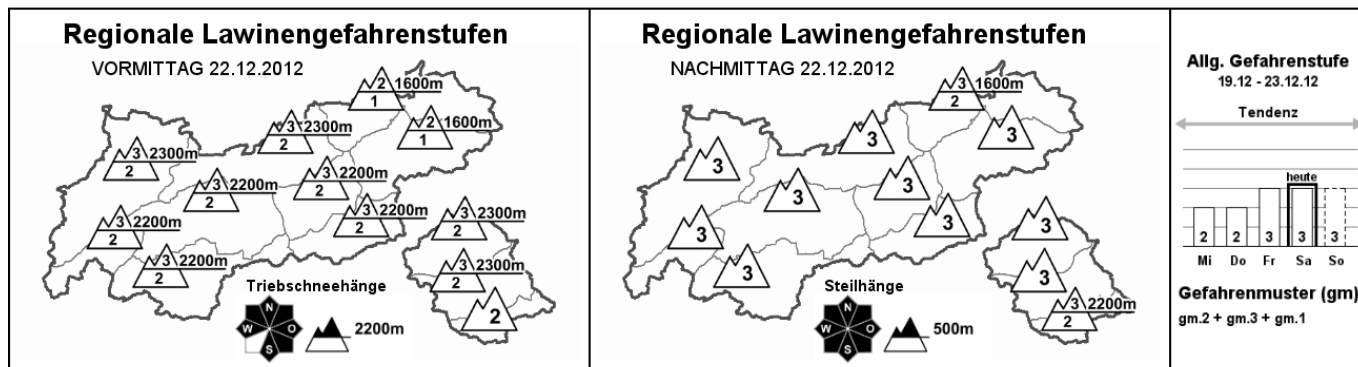 Regionale Lawinengefahrenstufen
VORMITTAG 22.12.2012
2 1600m
1
3 2300m
2
2 1600m
1
3 2300m
2
3 2200m
2
3 2200m
2
3 2200m
2
3 2200m
2
3 2300m
2
3 2200m
2
3 2300m
2
2
Triebschneehänge
N
W O
S
2200m
Regionale Lawinengefahrenstufen
NACHMITTAG 22.12.2012
3 1600m
2
3
3
3
3
3
3
3
3
3
3
3 2200m
2
Steilhänge
N
W O
S
500m
Allg. Gefahrenstufe
19.12 - 23.12.12
Tendenz
heute
2 2 3 3 3
Mi Do Fr Sa So
Gefahrenmuster (gm)
gm.2 + gm.3 + gm.1